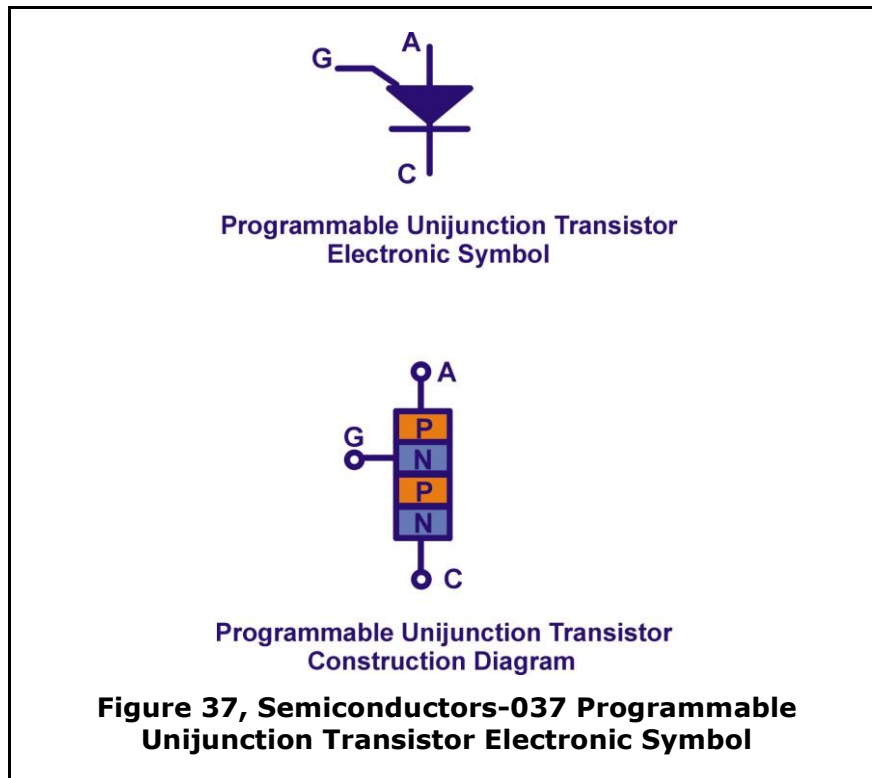 A
G
C
Programmable Unijunction Transistor
Electronic Symbol
A
P
G
N
P
N
C
Programmable Unijunction Transistor
Construction Diagram
Figure 37, Semiconductors-037 Programmable
Unijunction Transistor Electronic Symbol